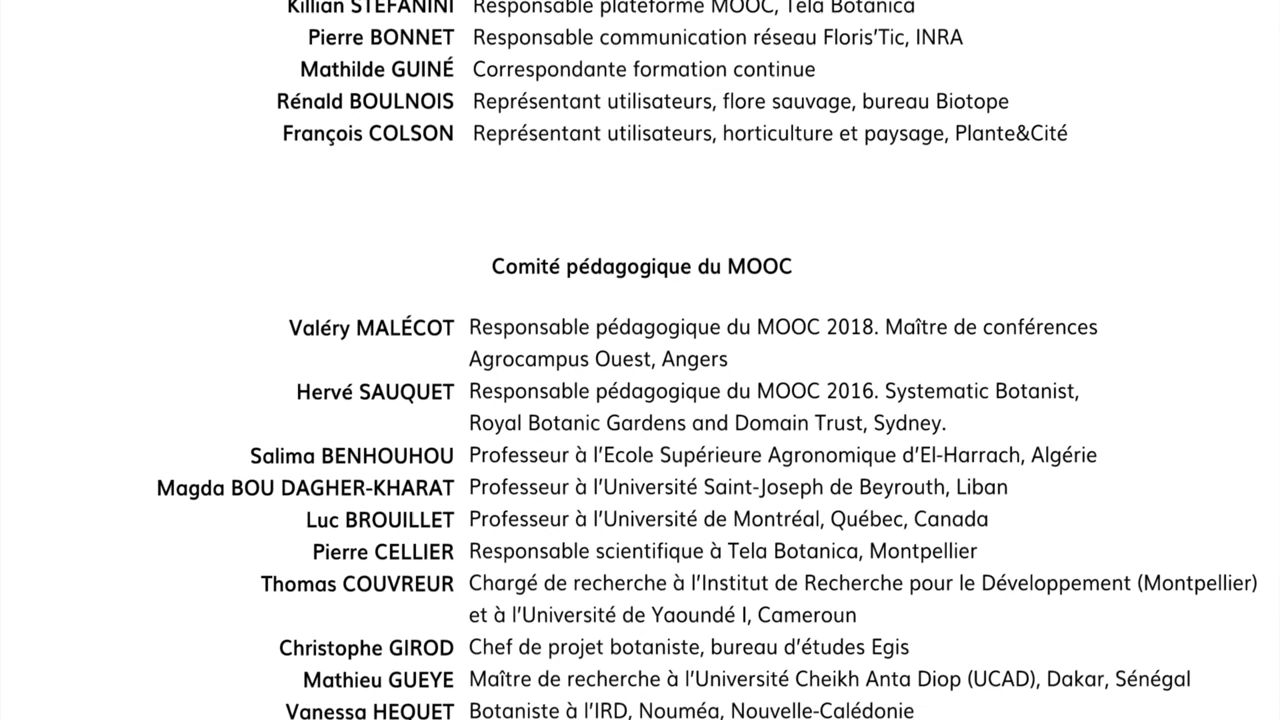 Killian STEFANINI Responsable plateforme MOOC, Tela Botanica
Pierre BONNET Responsable communication réseau Floris'Tic, INRA
Mathilde GUINÉ Correspondante formation continue
Rénald BOULNOIS Représentant utilisateurs, flore sauvage, bureau Biotope
François COLSON Représentant utilisateurs, horticulture et paysage, Plante&Cité
Comité pédagogique du MOOC
Valéry MALÉCOT Responsable pédagogique du MOOC 2018. Maître de conférences
Agrocampus Ouest, Angers
Hervé SAUQUET Responsable pédagogique du MOOC 2016. Systematic Botanist,
Royal Botanic Gardens and Domain Trust, Sydney.
Salima BENHOUHOU Professeur à l'Ecole Supérieure Agronomique d'El-Harrach, Algérie
Magda BOU DAGHER-KHARAT Professeur à l'Université Saint-Joseph de Beyrouth, Liban
Luc BROUILLET Professeur à l'Université de Montréal, Québec, Canada
Pierre CELLIER Responsable scientifique à Tela Botanica, Montpellier
Thomas COUVREUR Chargé de recherche à l'Institut de Recherche pour le Développement (Montpellier)
et à l'Université de Yaoundé I, Cameroun
Christophe GIROD Chef de projet botaniste, bureau d'études Egis
Mathieu GUEYE Maître de recherche à l'Université Cheikh Anta Diop (UCAD), Dakar, Sénégal
Vanessa HEQUET Botaniste à l'IRD, Nouméa, Nouvelle-Calédonie